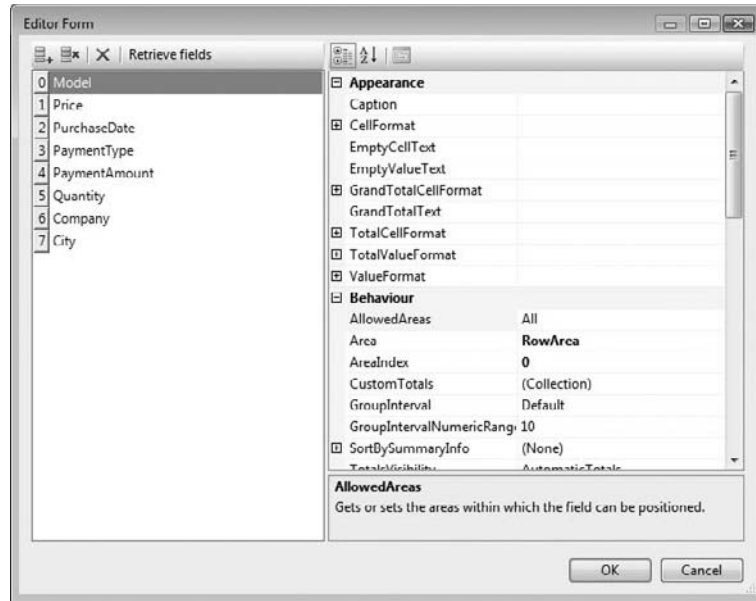 Editor Form
Retrieve fields
0 Model
1 Price
2 PurchaseDate
3 PaymentType
4 PaymentAmount
5 Quantity
6 Company
7 City
Appearance
Caption
CellFormat
EmptyCellText
EmptyValueText
GrandTotalCellFormat
GrandTotalText
TotalCellFormat
TotalValueFormat
ValueFormat
Behaviour
AllowedAreas All
Area RowArea
AreaIndex 0
CustomTotals (Collection)
GroupInterval Default
GroupIntervalNumericRang 10
SortBySummaryInfo (None)
TotalsVisibility AutomaticTotals
AllowedAreas
Gets or sets the areas within which the field can be positioned.
OK Cancel